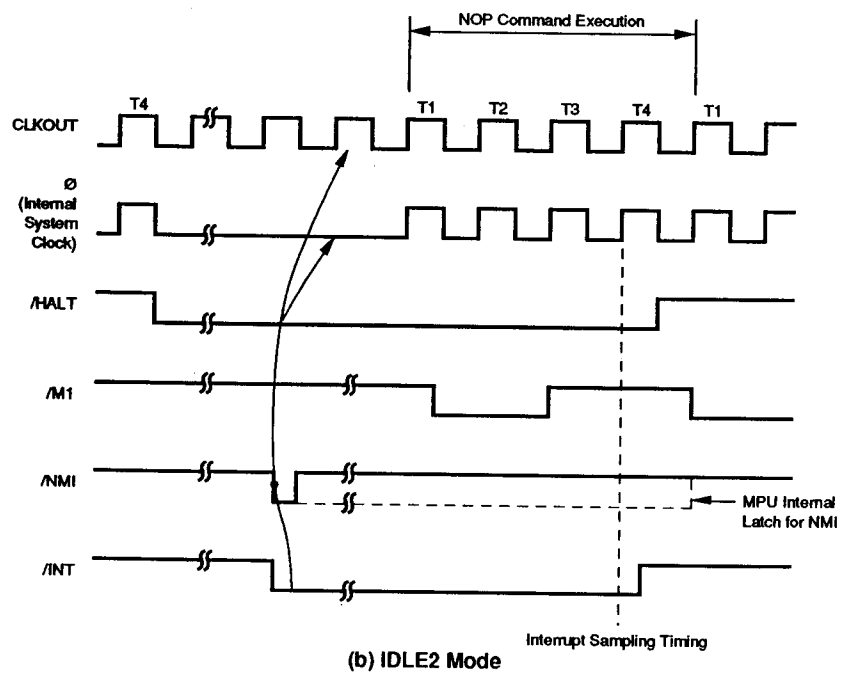 NOP Command Execution
T4
T1
T2
T3
T4
T1
CLKOUT
Ø
(Internal
System
Clock)
/HALT
/M1
/NMI
MPU Internal
Latch for NMI
/INT
Interrupt Sampling Timing
(b) IDLE2 Mode